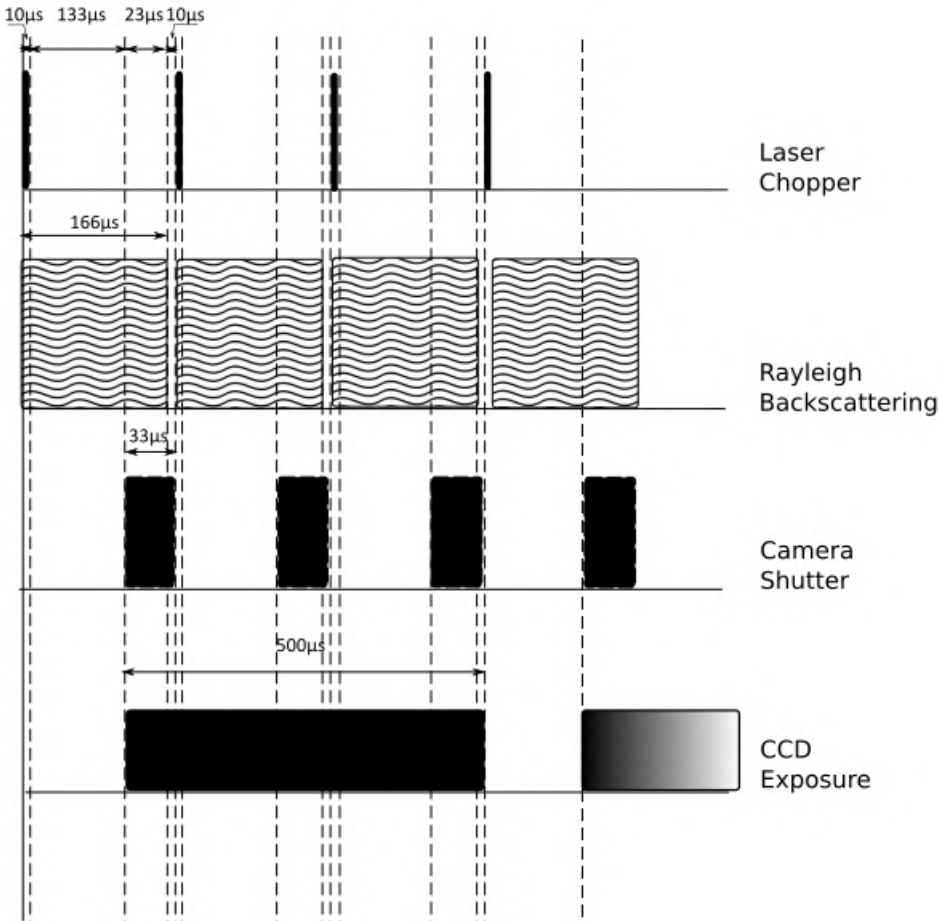 10μs 133μs 23μs 10μs
Laser
Chopper
166μs
Rayleigh
Backscattering
33μs
Camera
Shutter
500μs
CCD
Exposure